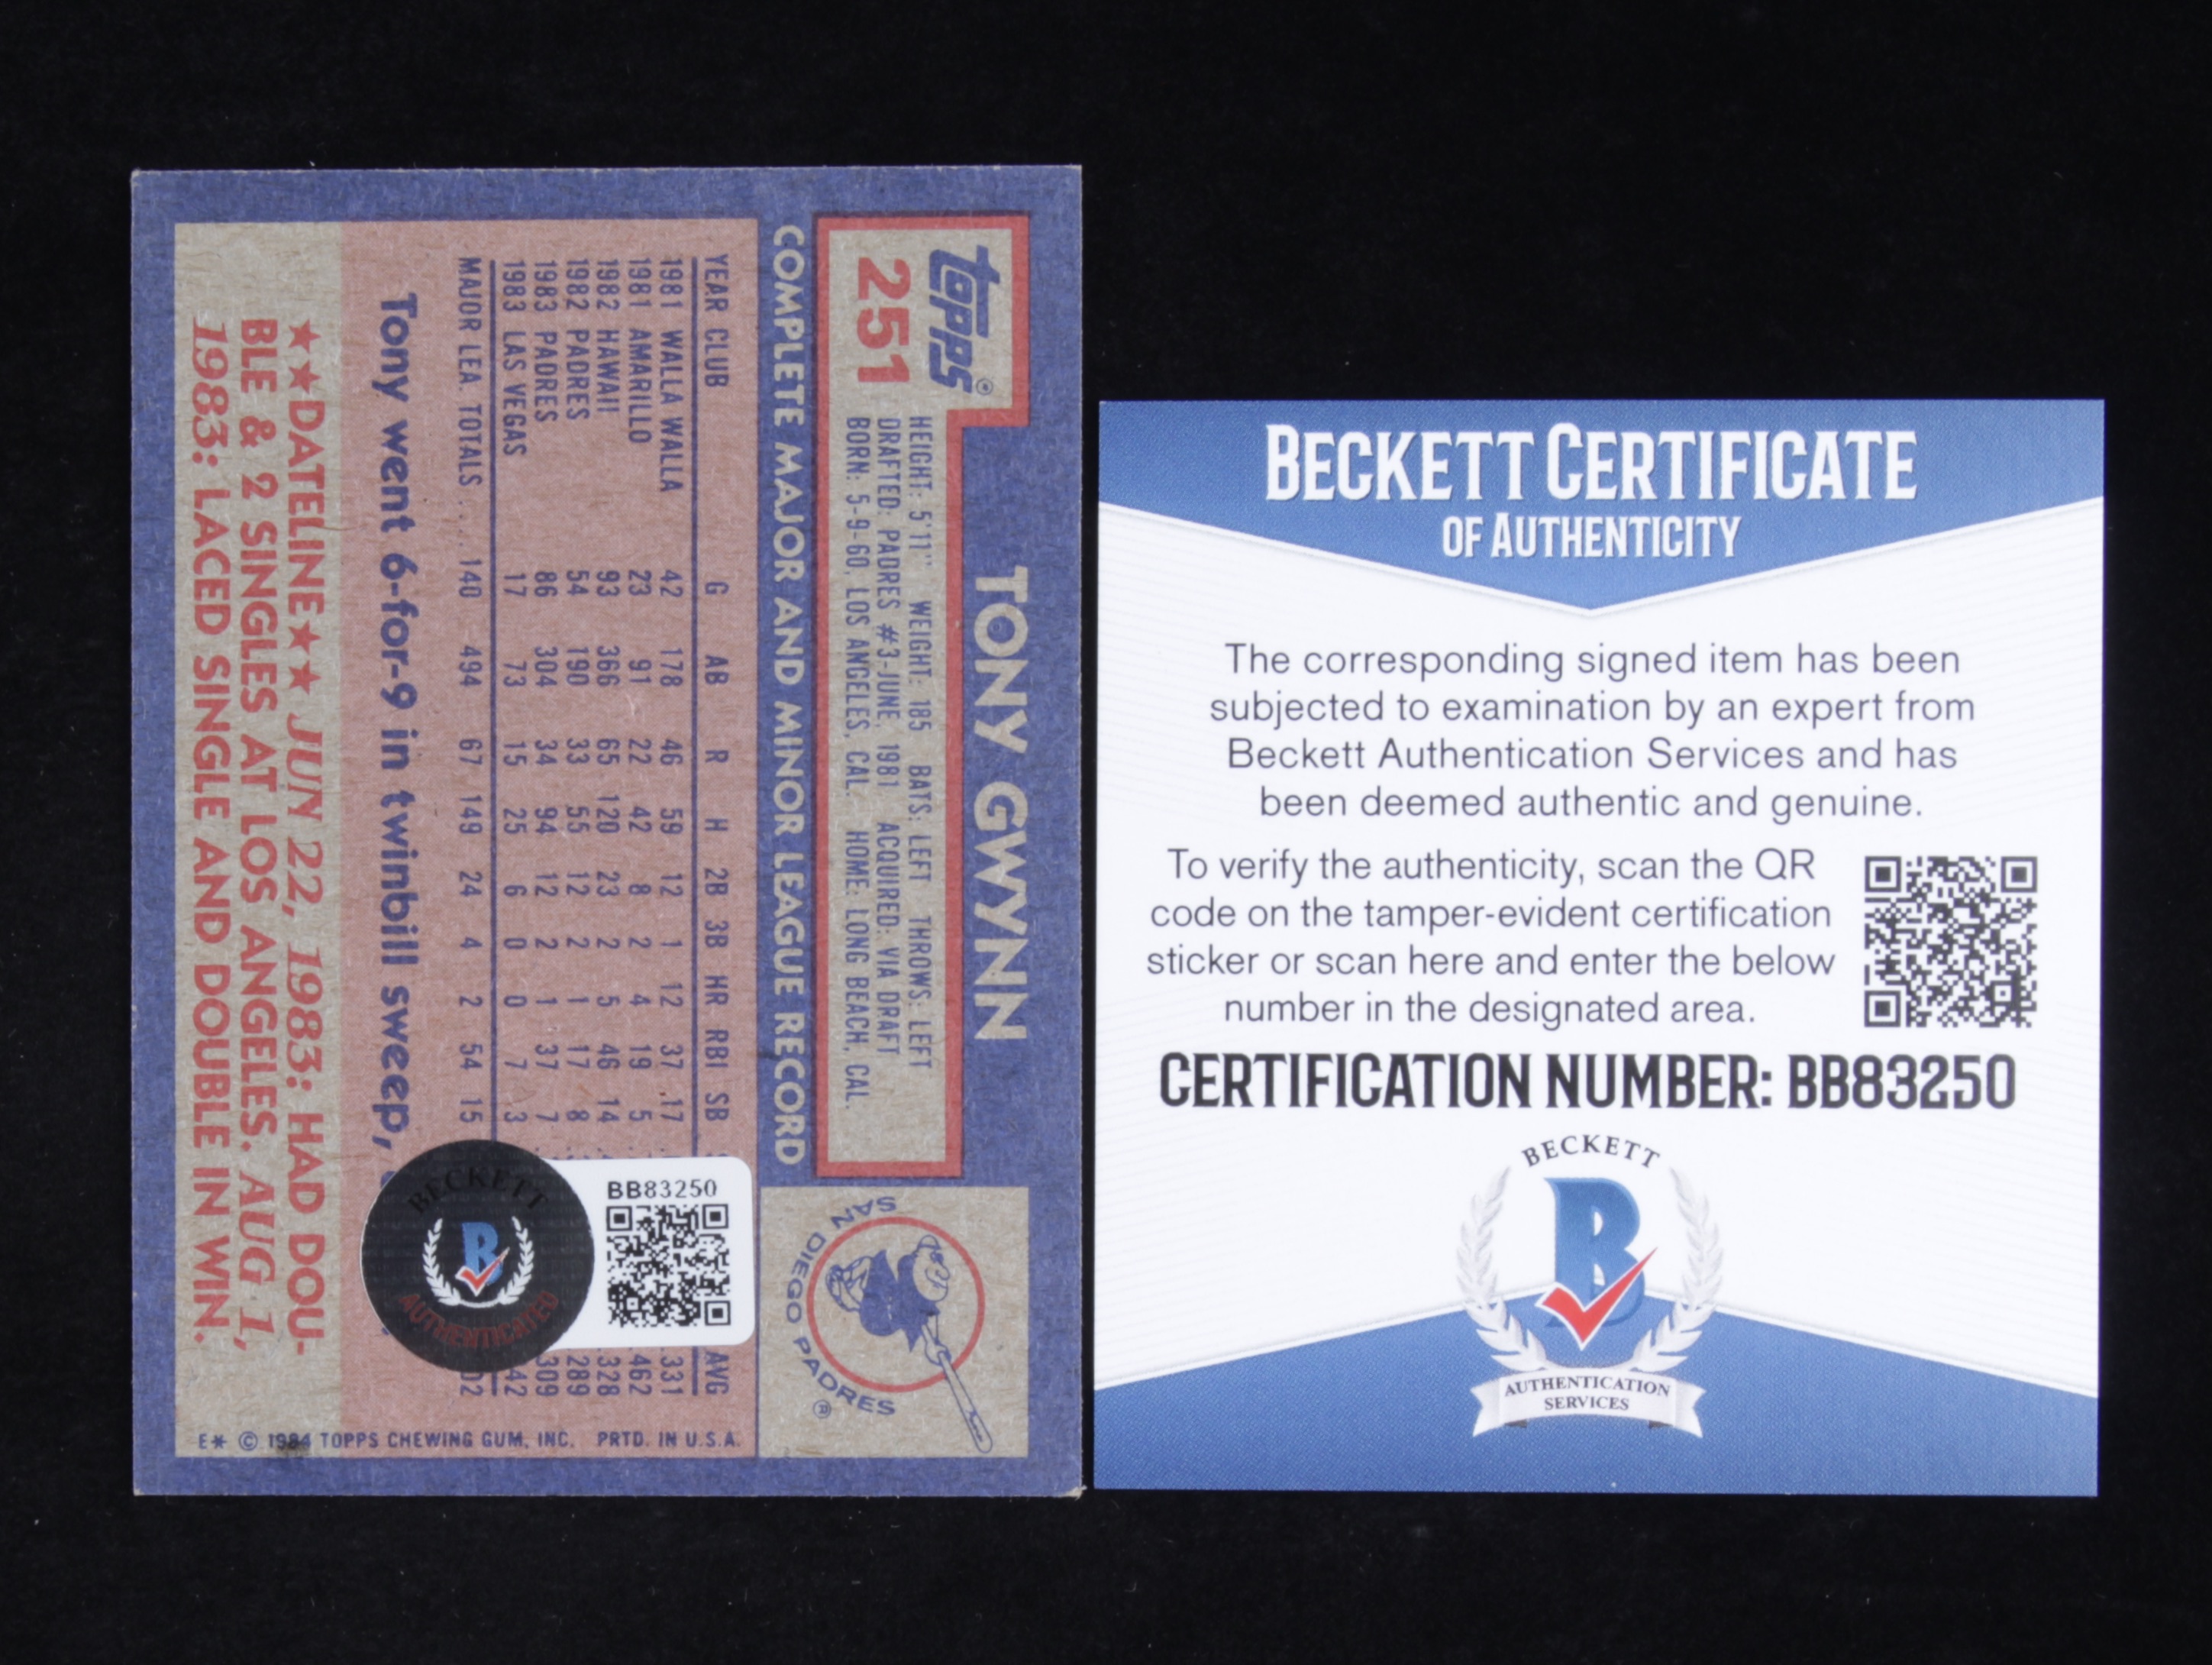 topps®
251
TONY GWYNN
HEIGHT: 5'11" WEIGHT: 185 BATS: LEFT THROWS: LEFT
DRAFTED: PADRES #3-JUNE, 1981 ACQUIRED: VIA DRAFT
BORN: 5-9-60, LOS ANGELES, CAL. HOME: LONG BEACH, CAL.
COMPLETE MAJOR AND MINOR LEAGUE RECORD
SAN DIEGO PADRES ®
YEAR CLUB G AB R H 2B 3B HR RBI SB AVG
1981 WALLA WALLA 42 178 46 59 12 1 12 37 17 .331
1981 AMARILLO 23 91 22 42 8 2 4 19 5 462
1982 HAWAII 93 366 65 120 23 2 5 46 14 328
1982 PADRES 54 190 33 55 12 2 1 17 8 289
1983 PADRES 86 304 34 94 12 2 1 37 7 309
1983 LAS VEGAS 17 73 15 25 6 0 0 7 3 42
MAJOR LEA. TOTALS .... 140 494 67 149 24 4 2 54 15 02
Tony went 6-for-9 in twinbill sweep,
★★DATELINE★★ JUN 22, 1983: HAD DOU-
BLE & 2 SINGLES AT LOS ANGELES. AUG 1,
1983: LACED SINGLE AND DOUBLE IN WIN.
E* © 1984 TOPPS CHEWING GUM, INC. PRTD. IN U.S.A.
BECKETT
B
AUTHENTICATED
BB83250
BECKETT CERTIFICATE
OF AUTHENTICITY
The corresponding signed item has been
subjected to examination by an expert from
Beckett Authentication Services and has
been deemed authentic and genuine.
To verify the authenticity, scan the QR
code on the tamper-evident certification
sticker or scan here and enter the below
number in the designated area.
CERTIFICATION NUMBER: BB83250
BECKETT
B
AUTHENTICATION
SERVICES